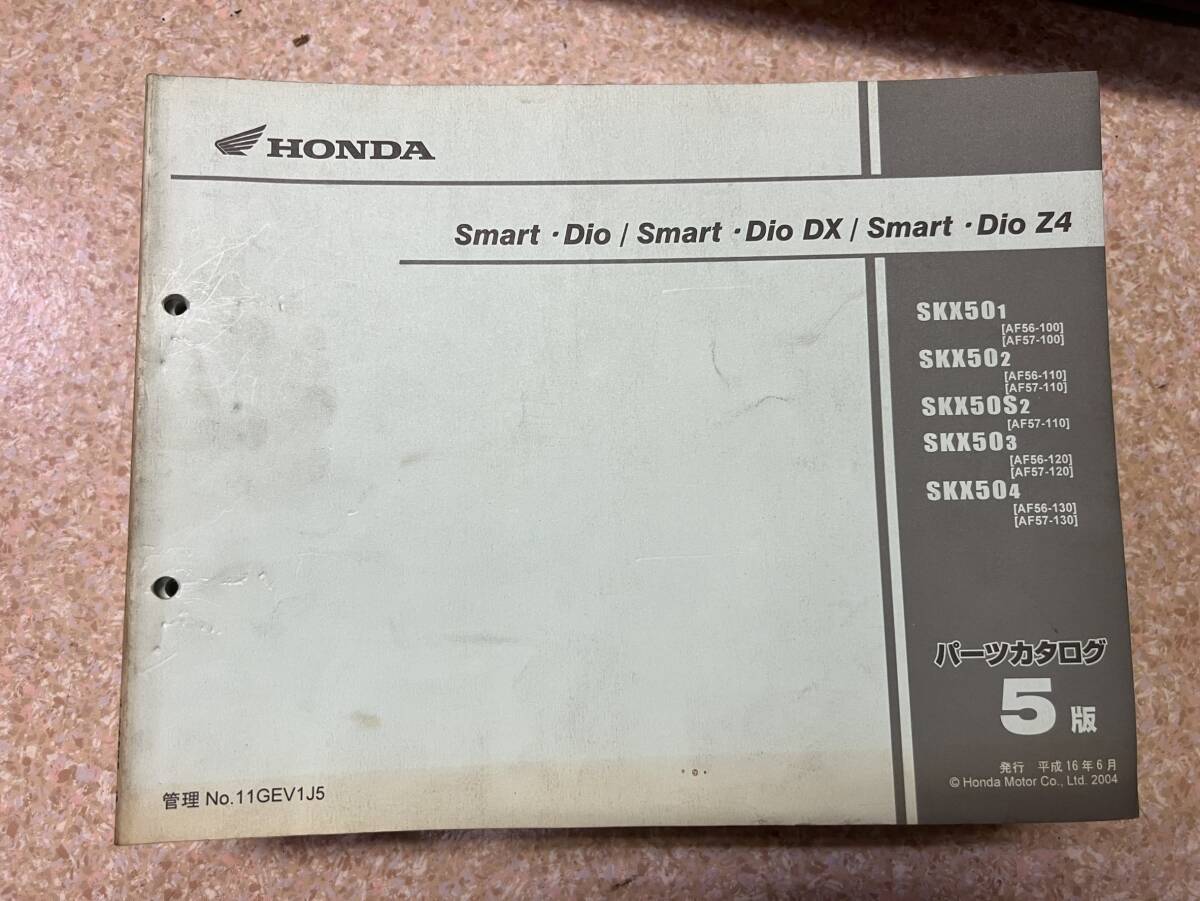 HONDA
Smart・Dio / Smart・Dio DX / Smart・Dio Z4
SKX501
[AF56-100]
[AF57-100]
SKX502
[AF56-110]
[AF57-110]
SKX50S2
[AF57-110]
SKX503
[AF56-120]
[AF57-120]
SKX504
[AF56-130]
[AF57-130]
パーツカタログ
5版
発行 平成16年6月
© Honda Motor Co., Ltd. 2004
管理 No.11GEV1J5